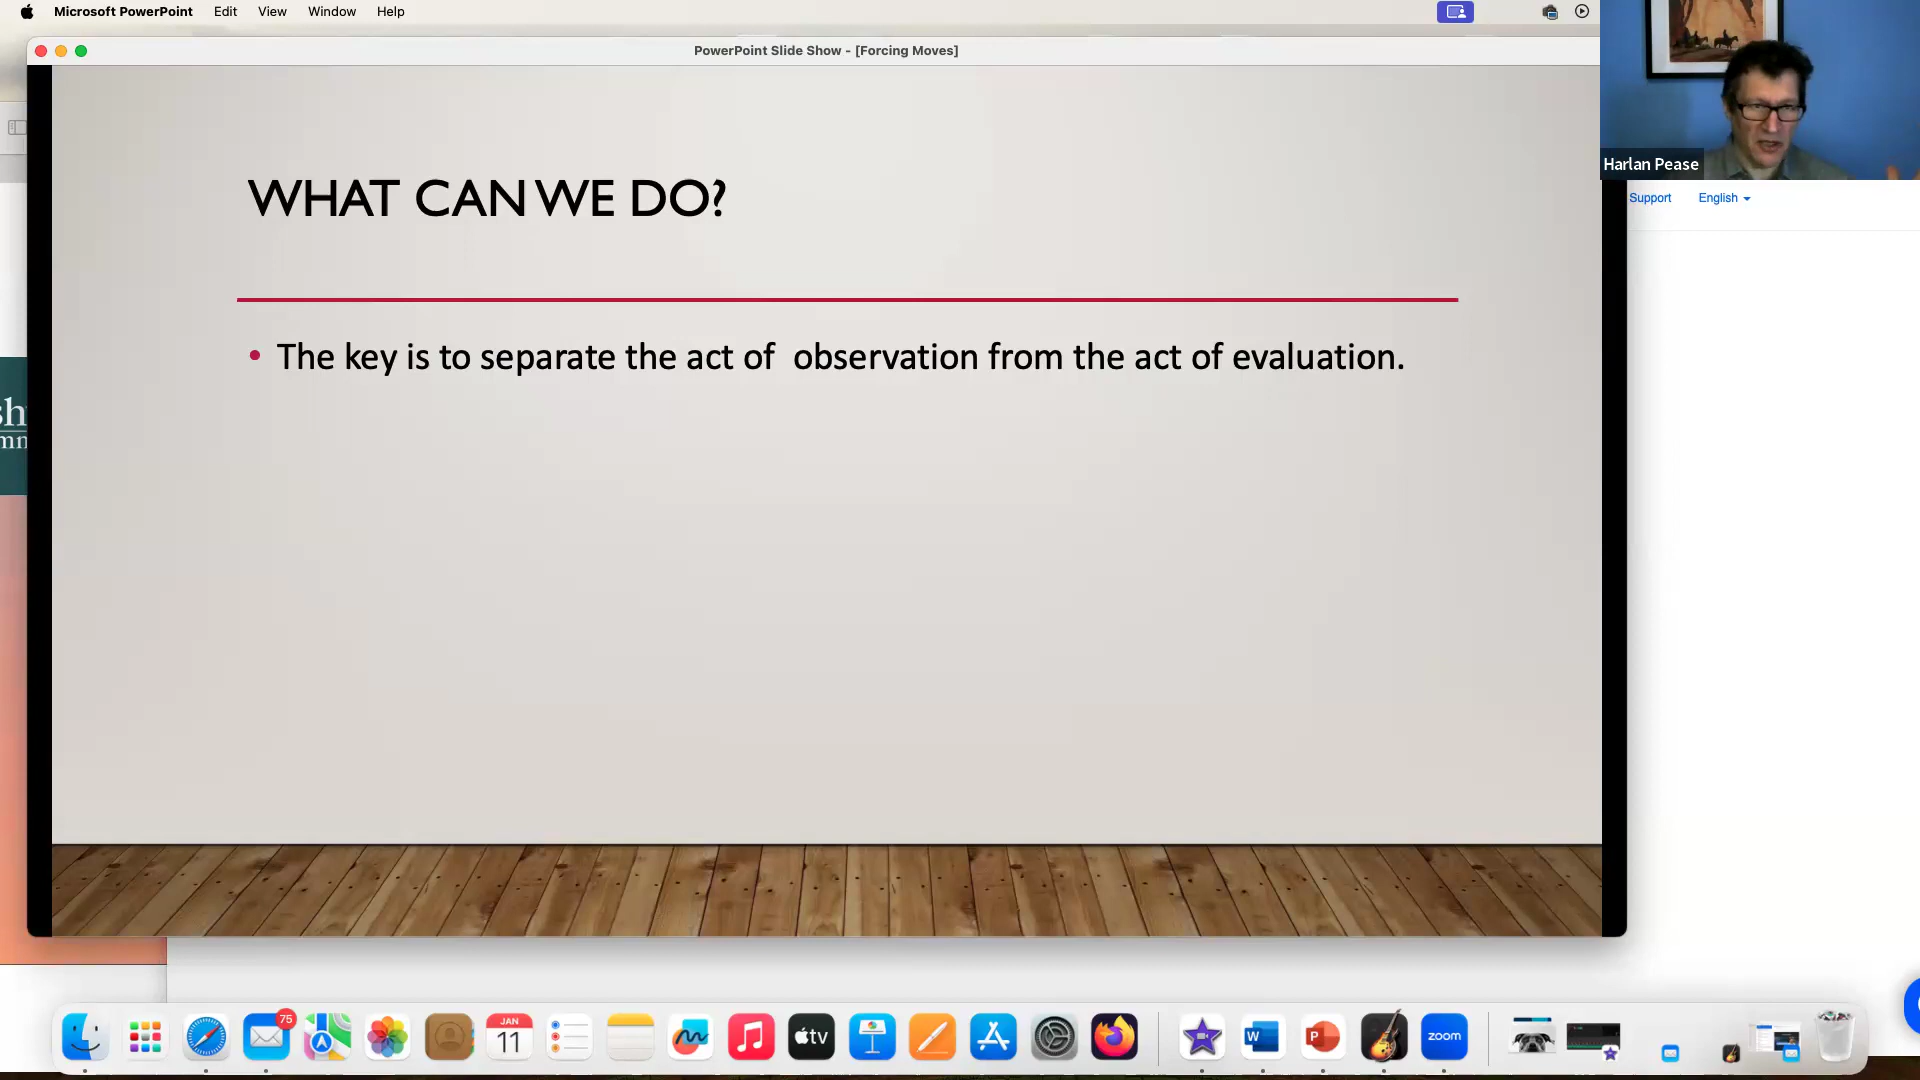 Microsoft PowerPoint Edit View Window Help
PowerPoint Slide Show - [Forcing Moves]
Harlan Pease
Support English
WHAT CAN WE DO?
• The key is to separate the act of  observation from the act of evaluation.
sh
mn
75
JAN
11
tv
W
P
zoom